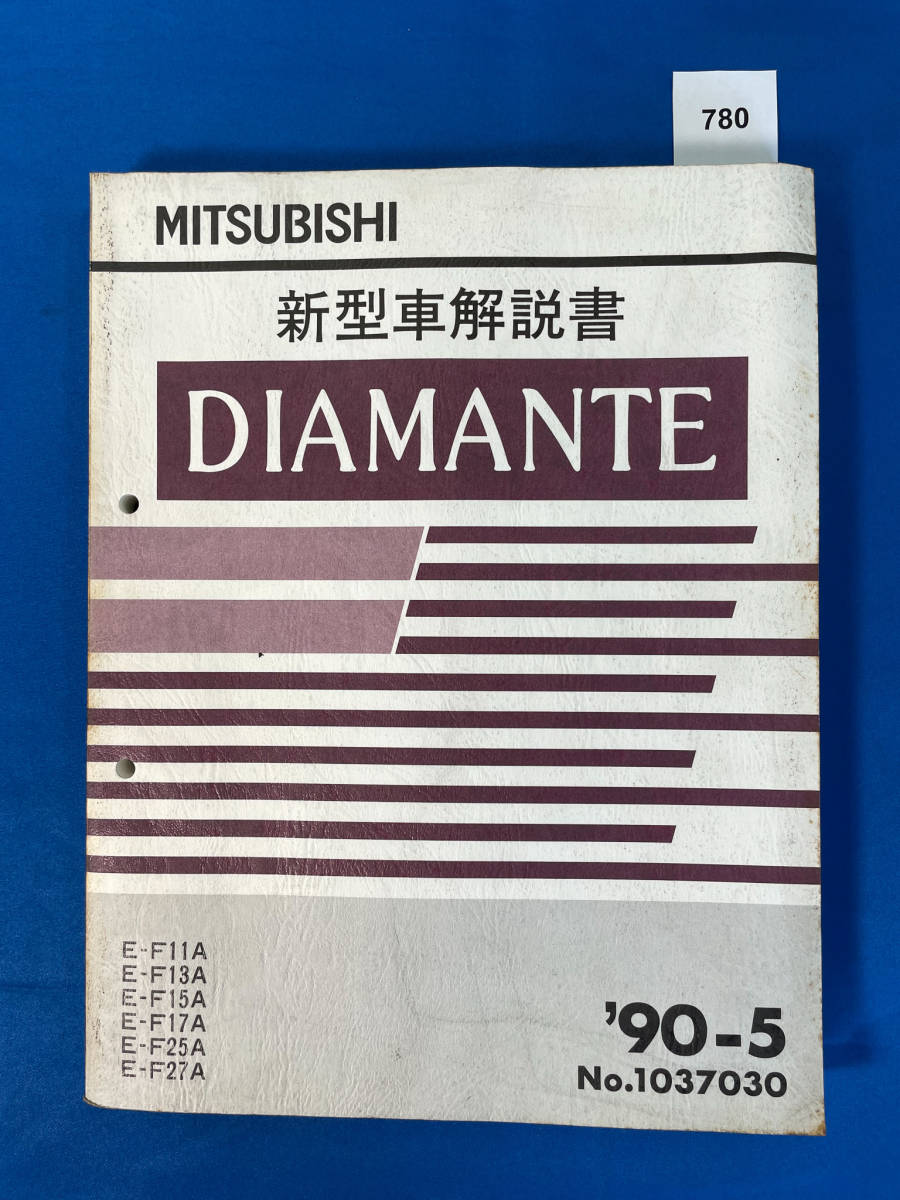 780
MITSUBISHI
新型車解説書
DIAMANTE
E-F11A
E-F13A
E-F15A
E-F17A
E-F25A
E-F27A
'90-5
No.1037030